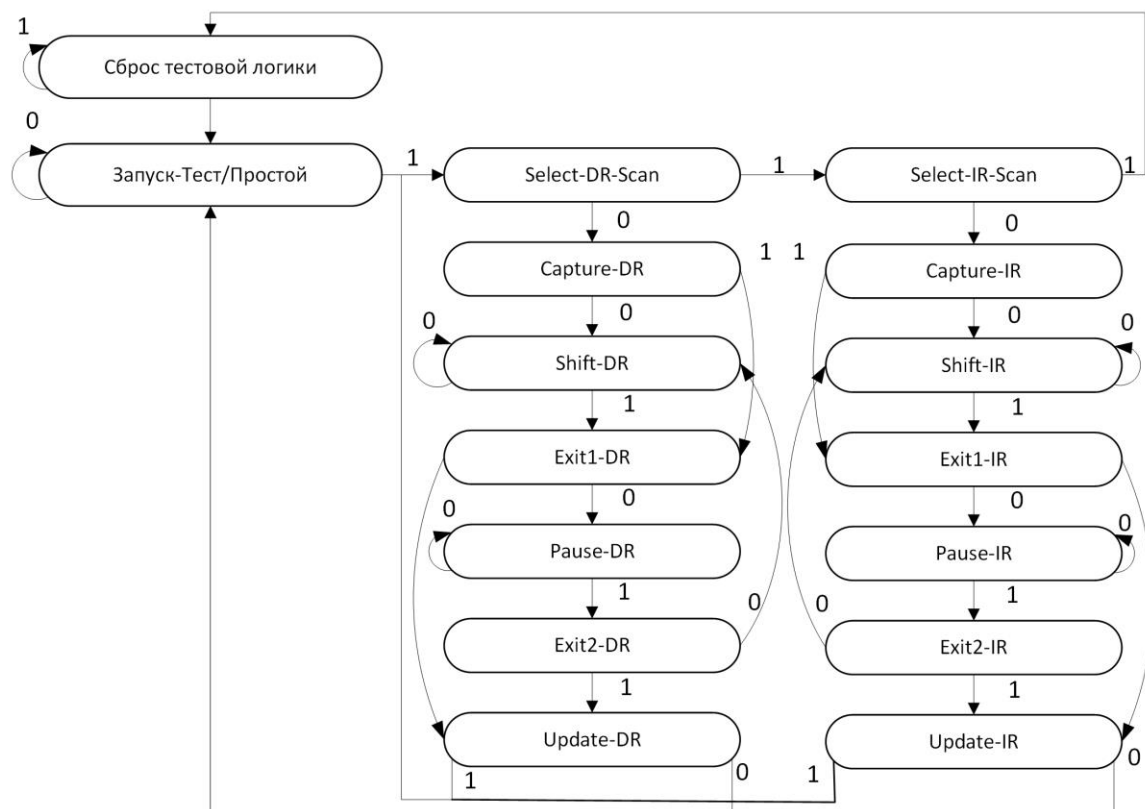 1
Сброс тестовой логики
0
Запуск-Тест/Простой
1
Select-DR-Scan
1
Select-IR-Scan
1
0
0
Capture-DR
1
1
Capture-IR
0
0
0
0
Shift-DR
Shift-IR
1
1
Exit1-DR
Exit1-IR
0
0
0
0
Pause-DR
Pause-IR
1
1
0
0
Exit2-DR
Exit2-IR
1
1
Update-DR
Update-IR
1
0
1
0